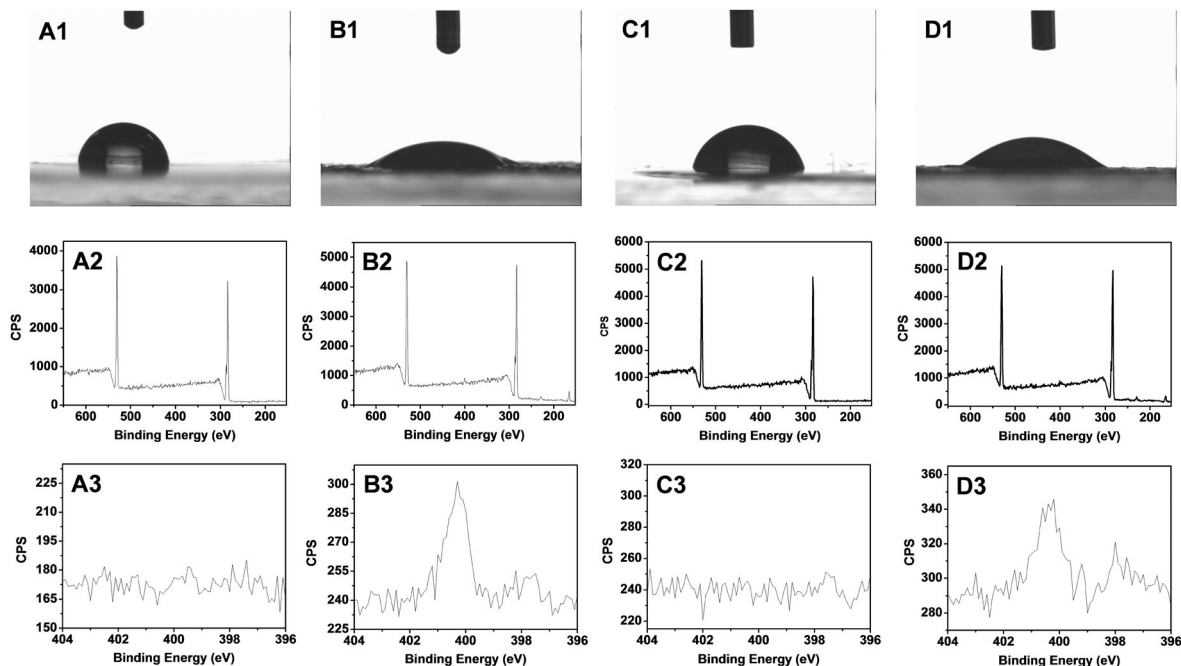 A1
B1
C1
D1
A2
4000
3000
2000
1000
0
CPS
600 500 400 300 200
Binding Energy (eV)
B2
5000
4000
3000
2000
1000
0
CPS
600 500 400 300 200
Binding Energy (eV)
C2
6000
5000
4000
3000
2000
1000
0
CPS
600 500 400 300 200
Binding Energy (eV)
D2
6000
5000
4000
3000
2000
1000
0
CPS
600 500 400 300 200
Binding Energy (eV)
A3
225
210
195
180
165
150
CPS
404 402 400 398 396
Binding Energy (eV)
B3
300
285
270
255
240
225
CPS
404 402 400 398 396
Binding Energy (eV)
C3
320
300
280
260
240
220
CPS
404 402 400 398 396
Binding Energy (eV)
D3
360
340
320
300
280
CPS
404 402 400 398 396
Binding Energy (eV)